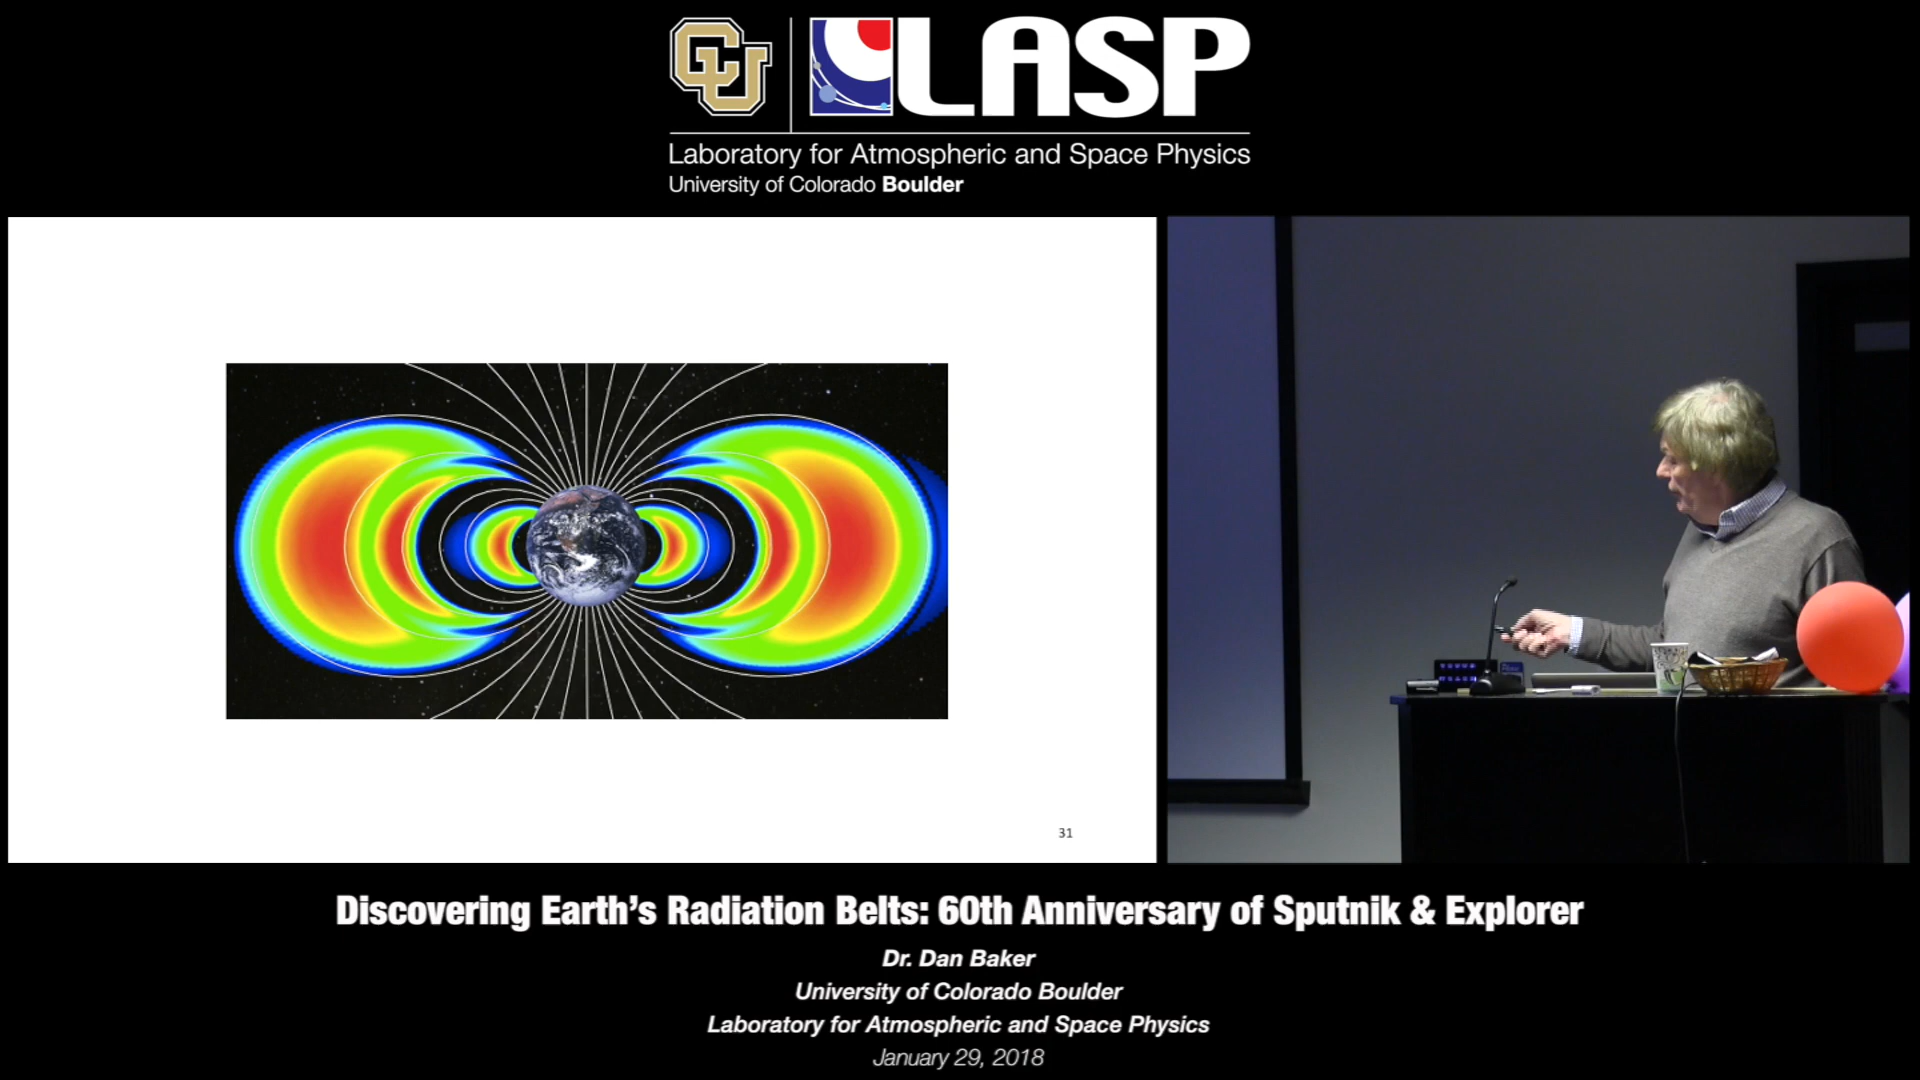 CU
LASP
Laboratory for Atmospheric and Space Physics
University of Colorado Boulder
31
Discovering Earth's Radiation Belts: 60th Anniversary of Sputnik & Explorer
Dr. Dan Baker
University of Colorado Boulder
Laboratory for Atmospheric and Space Physics
January 29, 2018